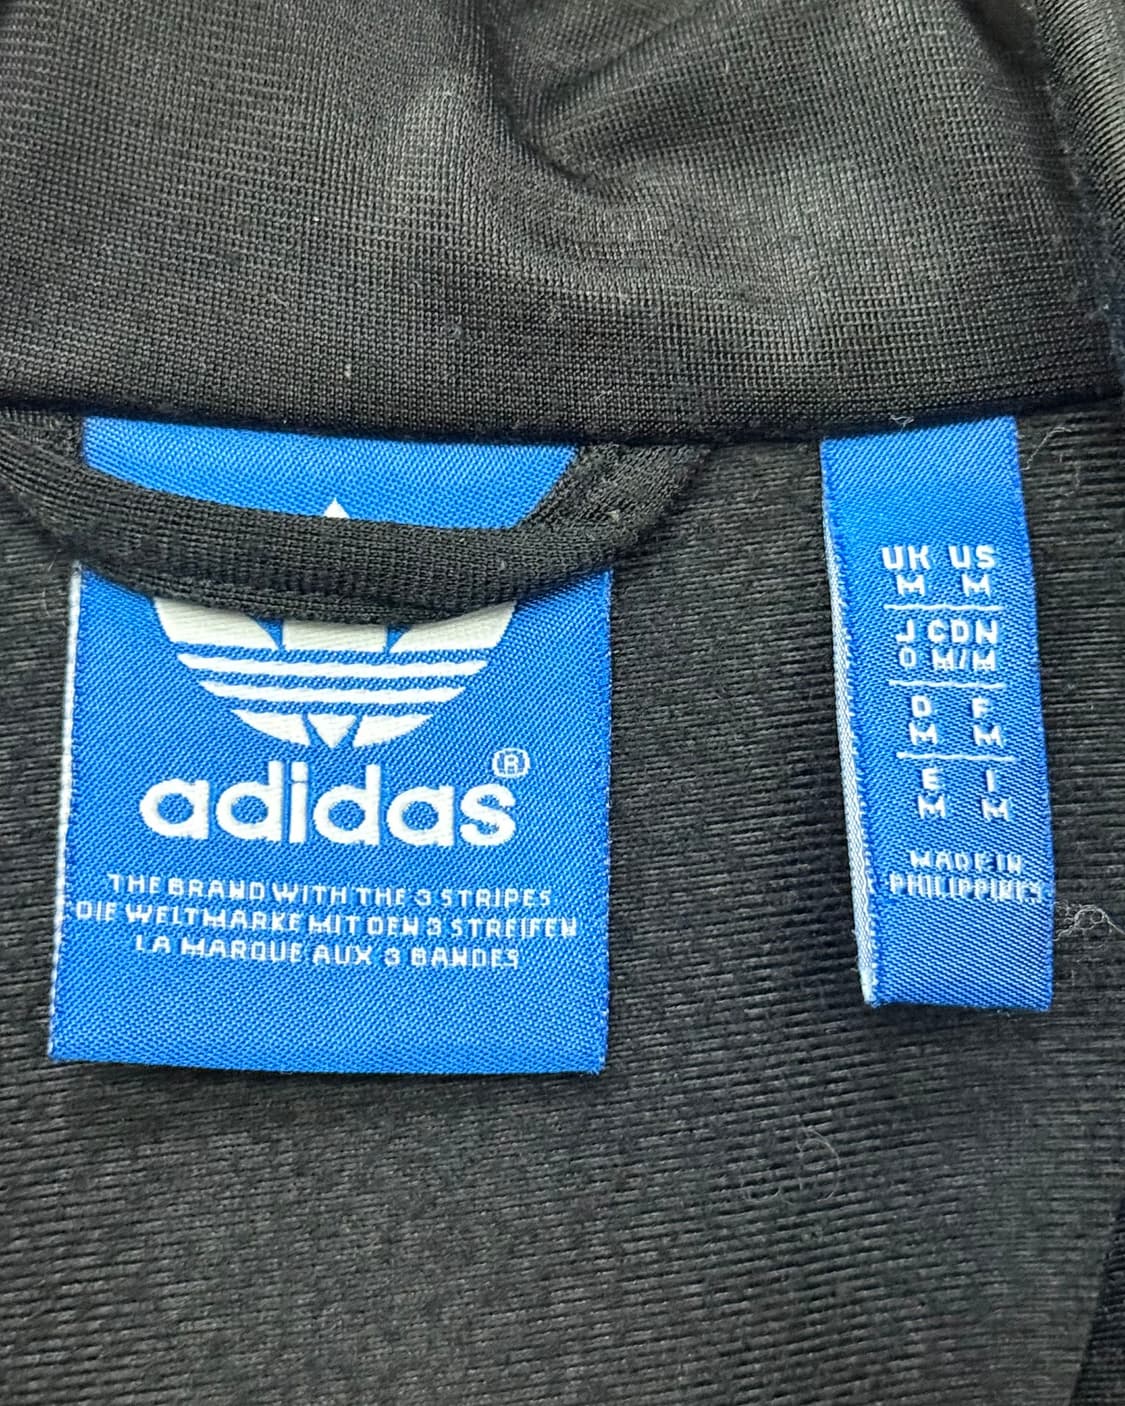 adidas®
THE BRAND WITH THE 3 STRIPES
DIE WELTMARKE MIT DEN 3 STREIFEN
LA MARQUE AUX 3 BANDES
UK US
M M
J CDN
O M/M
D F
M M
E I
M M
MADE IN
PHILIPPINES